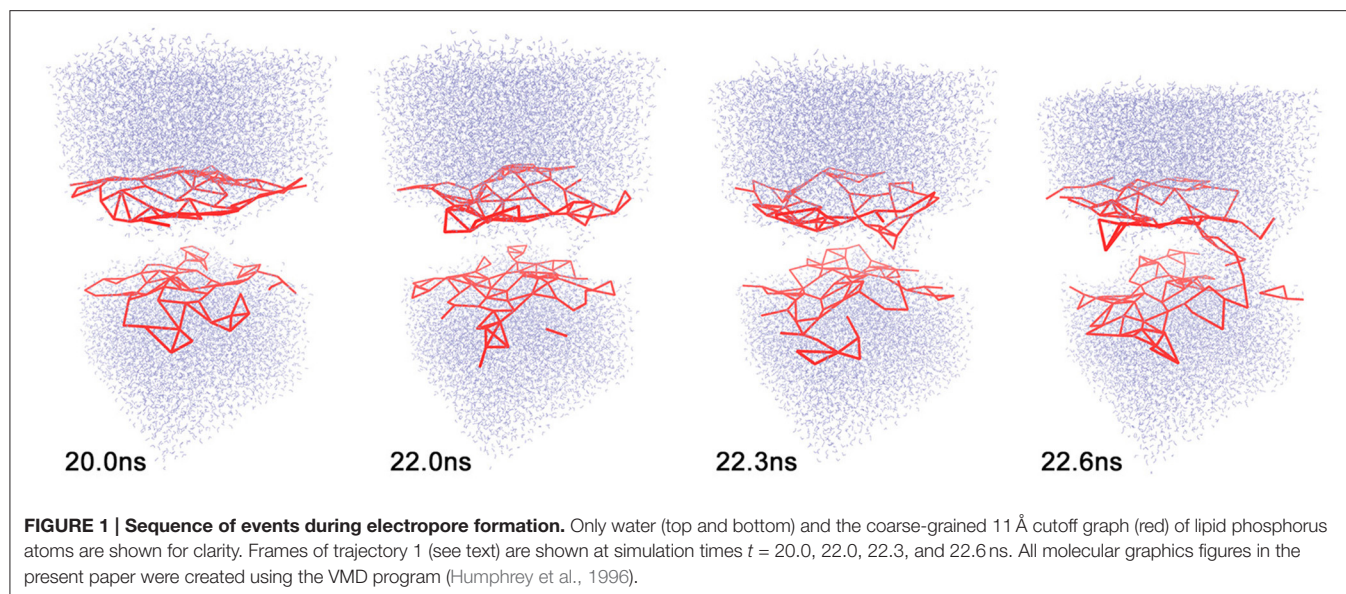 20.0ns
22.0ns
22.3ns
22.6ns
FIGURE 1 | Sequence of events during electropore formation. Only water (top and bottom) and the coarse-grained 11 Å cutoff graph (red) of lipid phosphorus
atoms are shown for clarity. Frames of trajectory 1 (see text) are shown at simulation times t = 20.0, 22.0, 22.3, and 22.6 ns. All molecular graphics figures in the
present paper were created using the VMD program (Humphrey et al., 1996).